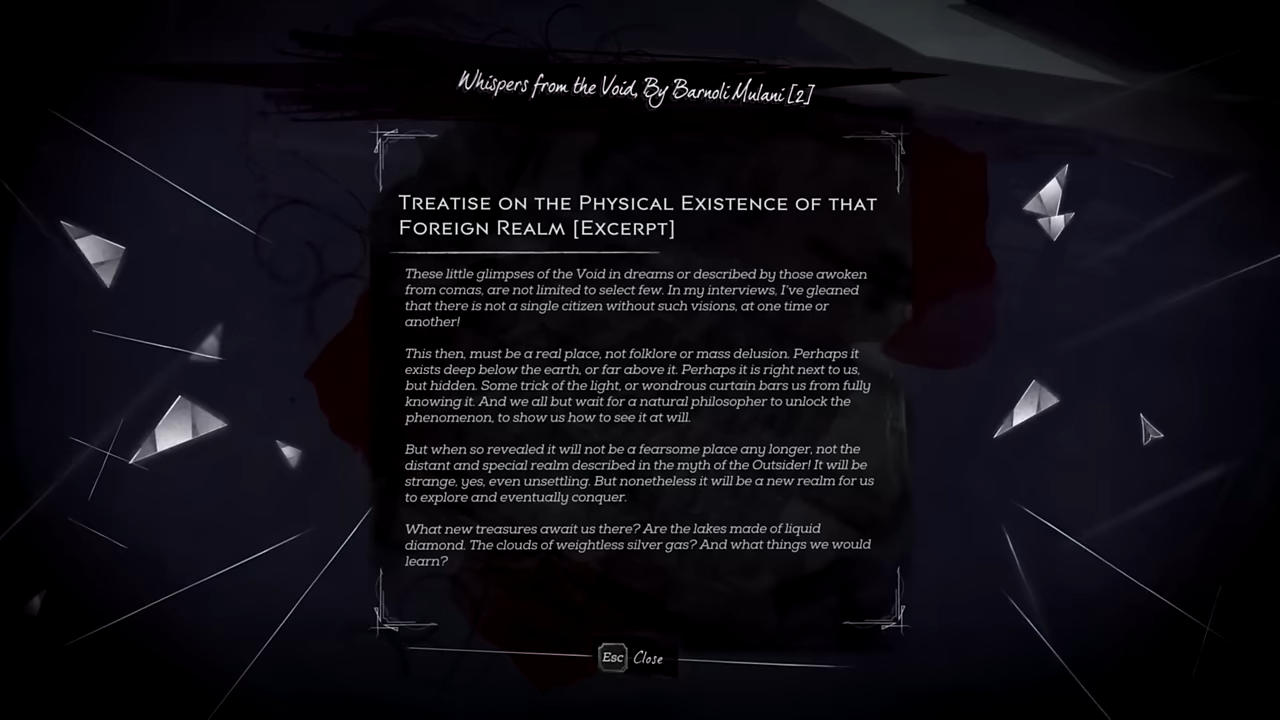 Whispers from the Void, By Barnoli Mulani [2]
Treatise on the Physical Existence of that
Foreign Realm [Excerpt]
These little glimpses of the Void in dreams or described by those awoken
from comas, are not limited to select few. In my interviews, I've gleaned
that there is not a single citizen without such visions, at one time or
another!
This then, must be a real place, not folklore or mass delusion. Perhaps it
exists deep below the earth, or far above it. Perhaps it is right next to us,
but hidden. Some trick of the light, or wondrous curtain bars us from fully
knowing it. And we all but wait for a natural philosopher to unlock the
phenomenon, to show us how to see it at will.
But when so revealed it will not be a fearsome place any longer, not the
distant and special realm described in the myth of the Outsider! It will be
strange, yes, even unsettling. But nonetheless it will be a new realm for us
to explore and eventually conquer.
What new treasures await us there? Are the lakes made of liquid
diamond. The clouds of weightless silver gas? And what things we would
learn?
Esc Close